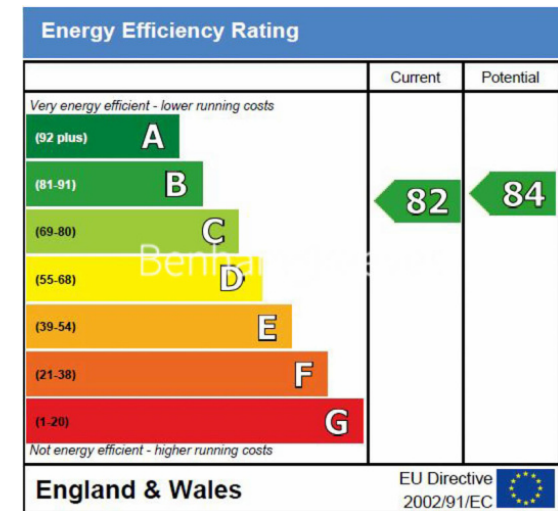 Energy Efficiency Rating
Current Potential
Very energy efficient - lower running costs
(92 plus) A
(81-91) B
82 84
(69-80) C
(55-68) D
(39-54) E
(21-38) F
(1-20) G
Not energy efficient - higher running costs
England & Wales
EU Directive
2002/91/EC